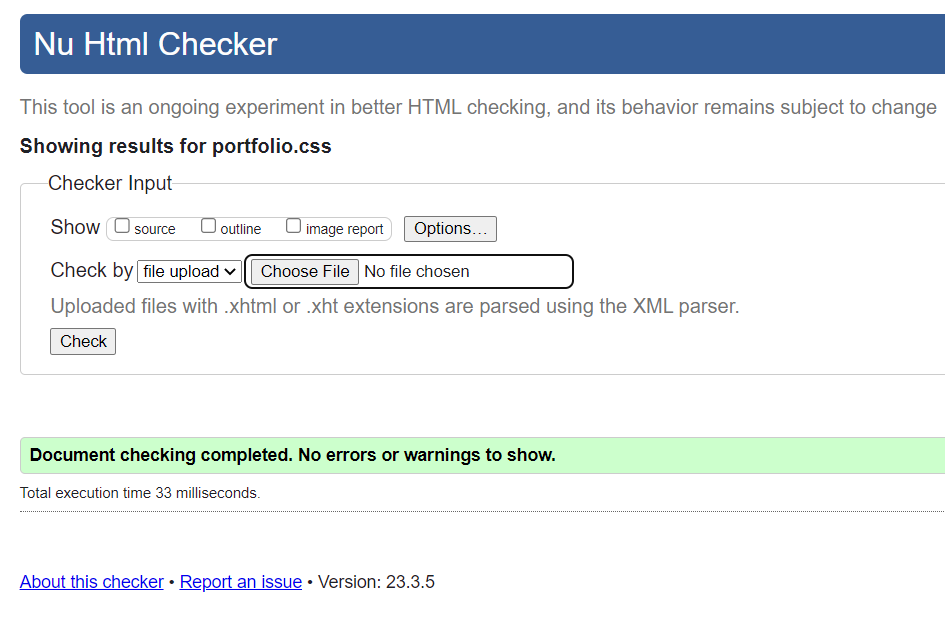 Nu Html Checker
This tool is an ongoing experiment in better HTML checking, and its behavior remains subject to change
Showing results for portfolio.css
Checker Input
Show source outline image report Options...
Check by file upload Choose File No file chosen
Uploaded files with .xhtml or .xht extensions are parsed using the XML parser.
Check
Document checking completed. No errors or warnings to show.
Total execution time 33 milliseconds.
About this checker • Report an issue • Version: 23.3.5